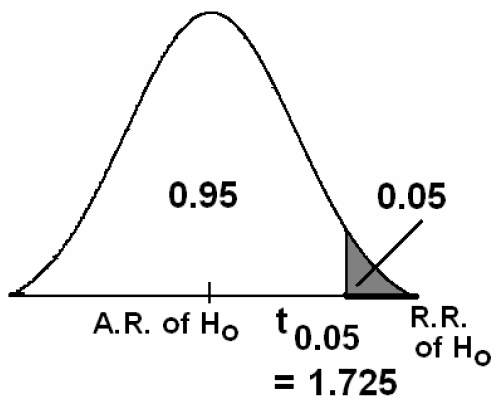 0.95
0.05
A.R. of Ho
t0.05
= 1.725
R.R.
of Ho